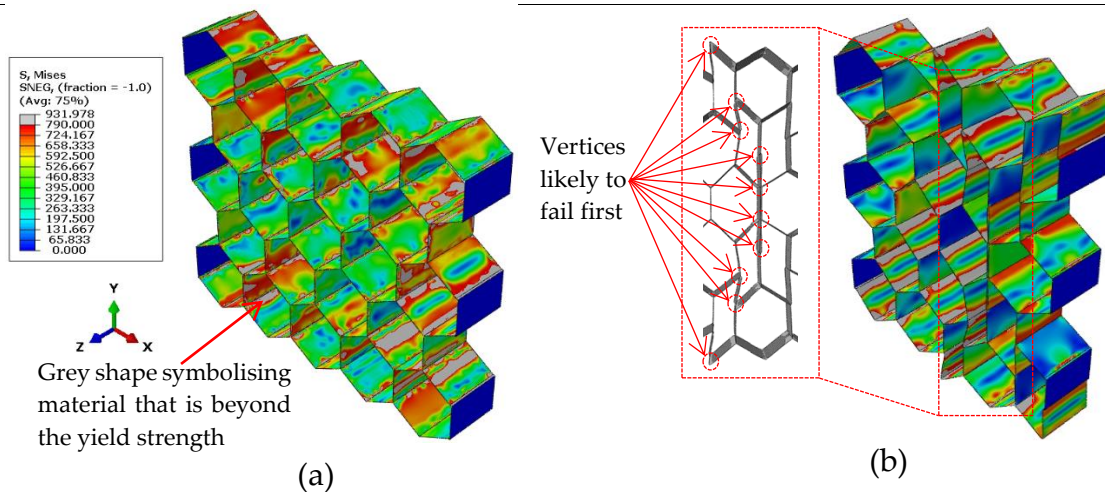 S, Mises
SNEG, (fraction = -1.0)
(Avg: 75%)
931.978
790.000
724.167
658.333
592.500
526.667
460.833
395.000
329.167
263.333
197.500
131.667
65.833
0.000
Y
Z
X
Grey shape symbolising
material that is beyond
the yield strength
(a)
Vertices
likely to
fail first
(b)